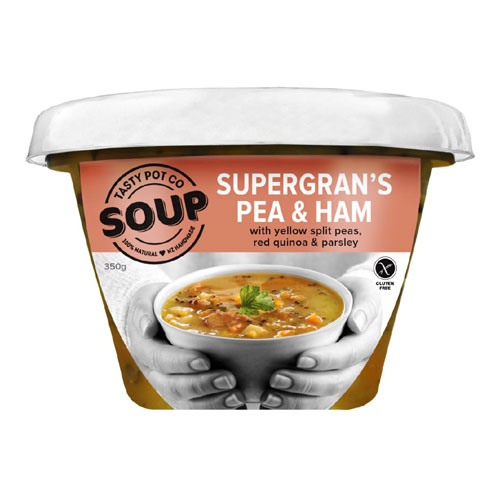 TASTY POT CO
SOUP
100% NATURAL ♥ NZ HANDMADE
350g
SUPERGRAN'S
PEA & HAM
with yellow split peas,
red quinoa & parsley
GLUTEN
FREE